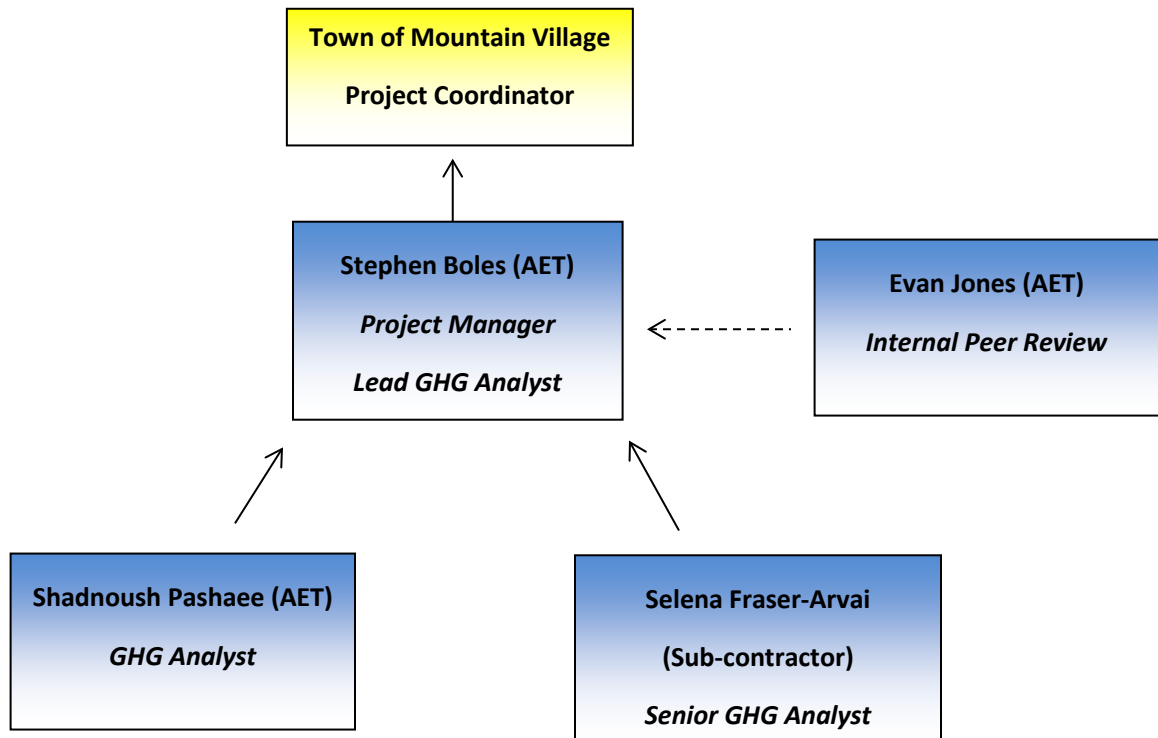 Town of Mountain Village
Project Coordinator
Stephen Boles (AET)
Project Manager
Lead GHG Analyst
Evan Jones (AET)
Internal Peer Review
Shadnoush Pashaee (AET)
GHG Analyst
Selena Fraser-Arvai
(Sub-contractor)
Senior GHG Analyst